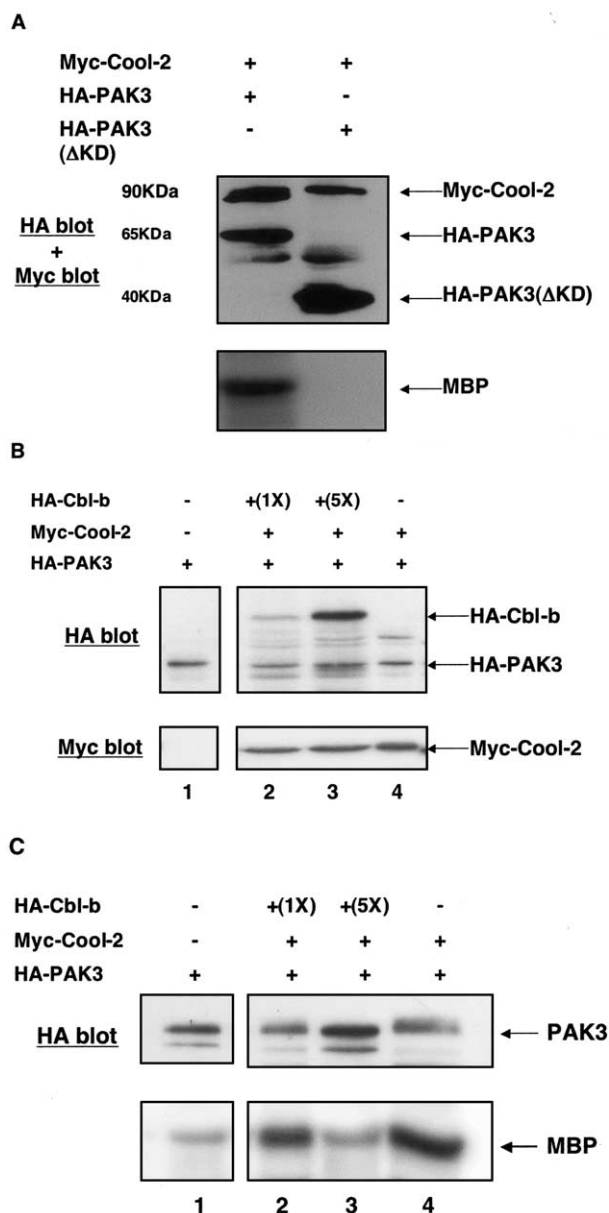 A
Myc-Cool-2 + +
HA-PAK3 + -
HA-PAK3 - +
(ΔKD)
90KDa Myc-Cool-2
HA blot 65KDa HA-PAK3
+
Myc blot
40KDa HA-PAK3(ΔKD)
MBP
B
HA-Cbl-b - +(1X) +(5X) -
Myc-Cool-2 - + + +
HA-PAK3 + + + +
HA-Cbl-b
HA blot
HA-PAK3
Myc blot Myc-Cool-2
1 2 3 4
C
HA-Cbl-b - +(1X) +(5X) -
Myc-Cool-2 - + + +
HA-PAK3 + + + +
HA blot PAK3
MBP
1 2 3 4